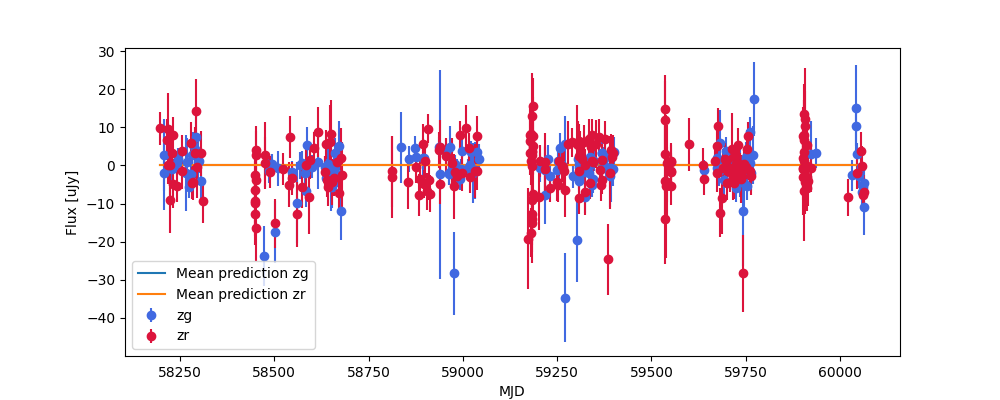 30
20
10
0
−10
−20
−30
−40
Flux [uJy]
Mean prediction zg
Mean prediction zr
zg
zr
58250 58500 58750 59000 59250 59500 59750 60000
MJD